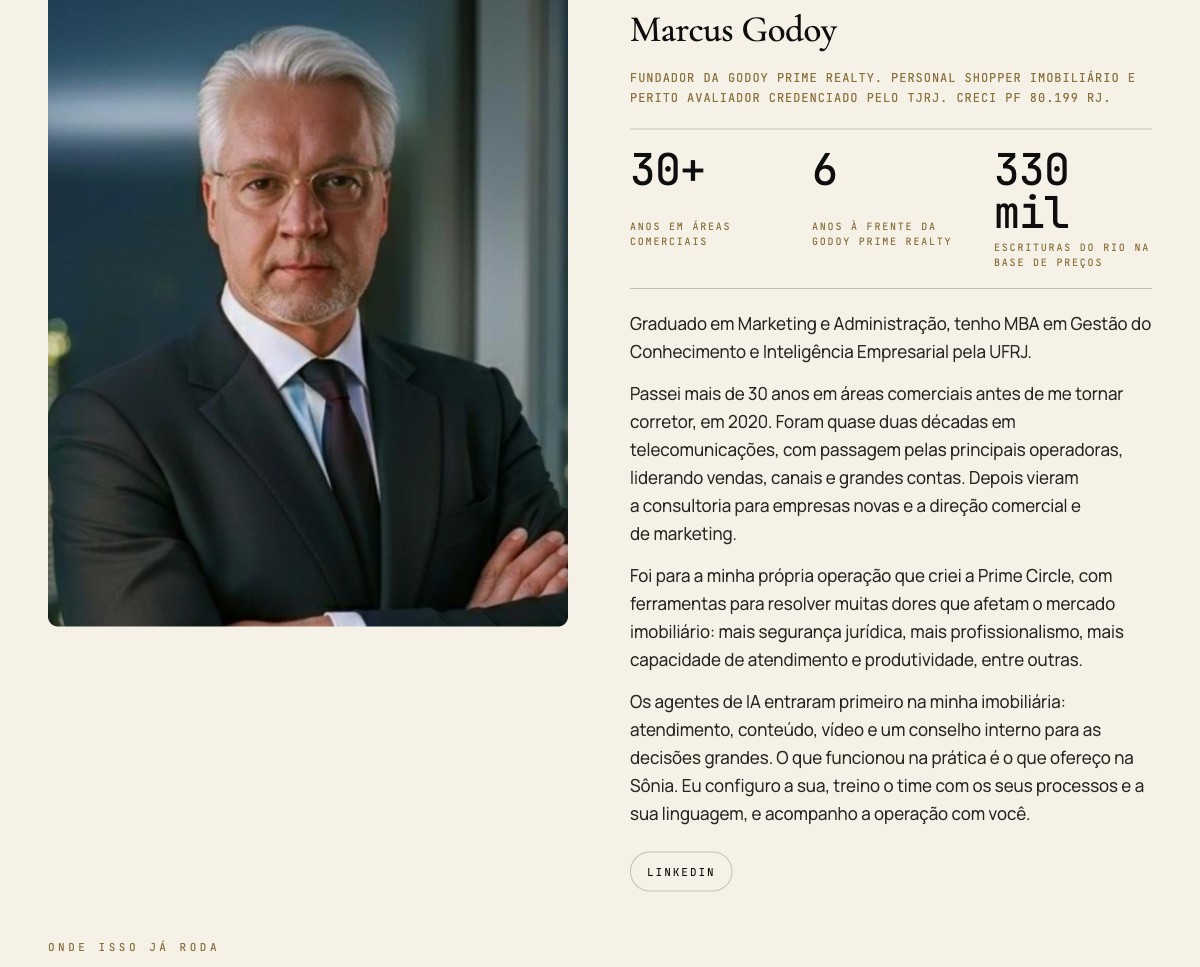 Marcus Godoy
FUNDADOR DA GODOY PRIME REALTY. PERSONAL SHOPPER IMOBILIÁRIO E
PERITO AVALIADOR CREDENCIADO PELO TJRJ. CRECI PF 80.199 RJ.
30+
ANOS EM ÁREAS
COMERCIAIS
6
ANOS À FRENTE DA
GODOY PRIME REALTY
330
mil
ESCRITURAS DO RIO NA
BASE DE PREÇOS
Graduado em Marketing e Administração, tenho MBA em Gestão do
Conhecimento e Inteligência Empresarial pela UFRJ.
Passei mais de 30 anos em áreas comerciais antes de me tornar
corretor, em 2020. Foram quase duas décadas em
telecomunicações, com passagem pelas principais operadoras,
liderando vendas, canais e grandes contas. Depois vieram
a consultoria para empresas novas e a direção comercial e
de marketing.
Foi para a minha própria operação que criei a Prime Circle, com
ferramentas para resolver muitas dores que afetam o mercado
imobiliário: mais segurança jurídica, mais profissionalismo, mais
capacidade de atendimento e produtividade, entre outras.
Os agentes de IA entraram primeiro na minha imobiliária:
atendimento, conteúdo, vídeo e um conselho interno para as
decisões grandes. O que funcionou na prática é o que ofereço na
Sônia. Eu configuro a sua, treino o time com os seus processos e a
sua linguagem, e acompanho a operação com você.
LINKEDIN
ONDE ISSO JÁ RODA